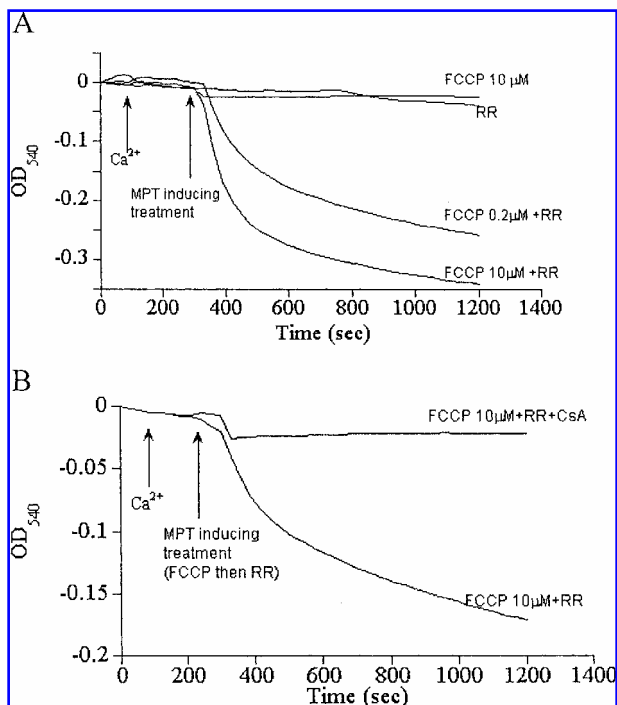 A
0
-0.1
-0.2
-0.3
OD540
Ca2+
MPT inducing
treatment
FCCP 10 µM
RR
FCCP 0.2µM +RR
FCCP 10µM +RR
0 200 400 600 800 1000 1200 1400
Time (sec)
B
0
-0.05
-0.1
-0.15
-0.2
OD540
Ca2+
MPT inducing
treatment
(FCCP then RR)
FCCP 10µM+RR+CsA
FCCP 10µM+RR
0 200 400 600 800 1000 1200 1400
Time (sec)